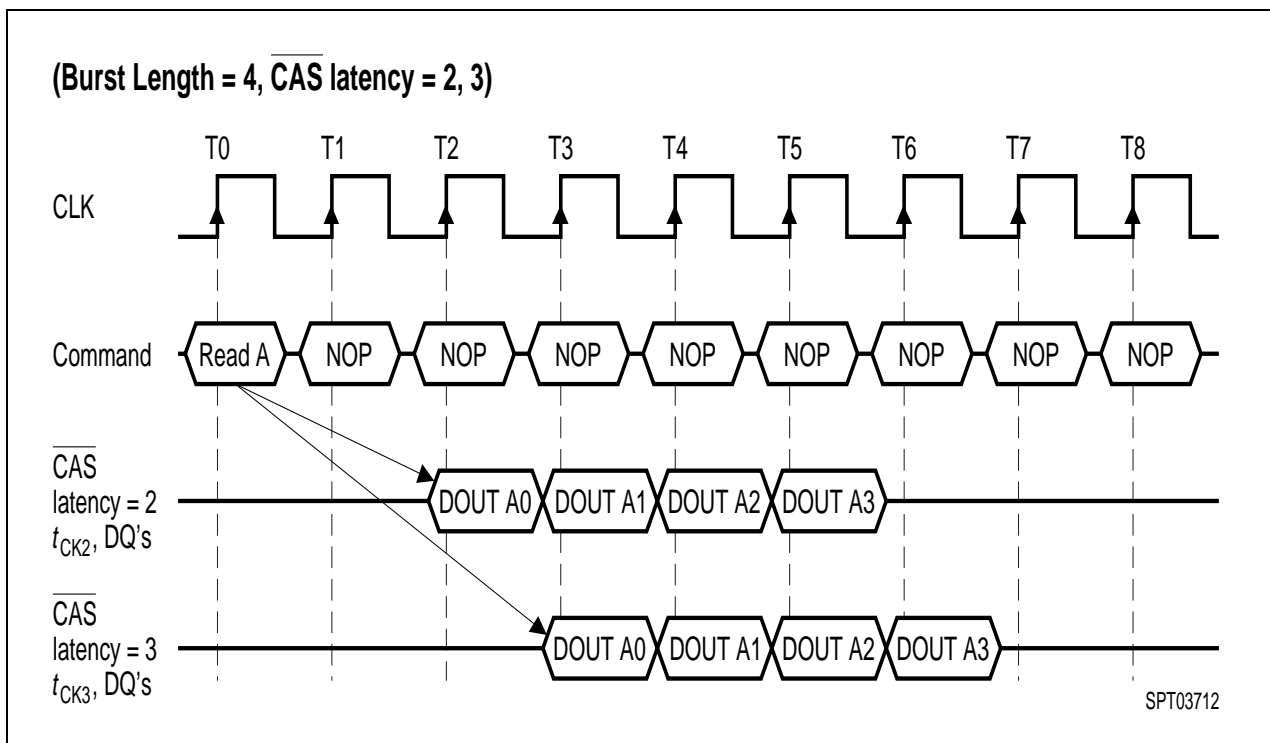 (Burst Length = 4, CAS latency = 2, 3)
T0 T1 T2 T3 T4 T5 T6 T7 T8
CLK
Command Read A NOP NOP NOP NOP NOP NOP NOP NOP
CAS
latency = 2
tCK2, DQ's
DOUT A0 DOUT A1 DOUT A2 DOUT A3
CAS
latency = 3
tCK3, DQ's
DOUT A0 DOUT A1 DOUT A2 DOUT A3
SPT03712